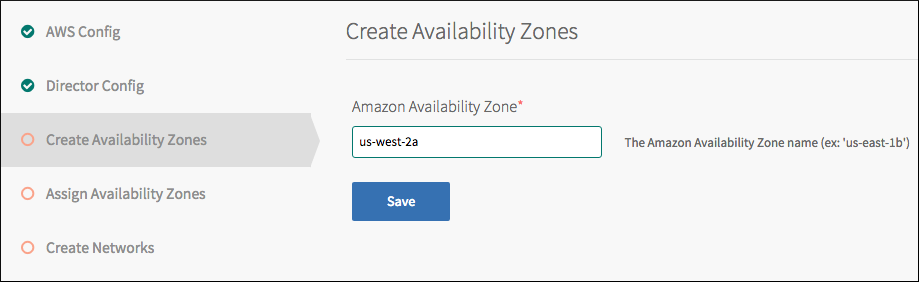 AWS Config
Director Config
Create Availability Zones
Assign Availability Zones
Create Networks
Create Availability Zones
Amazon Availability Zone*
us-west-2a
The Amazon Availability Zone name (ex: 'us-east-1b')
Save